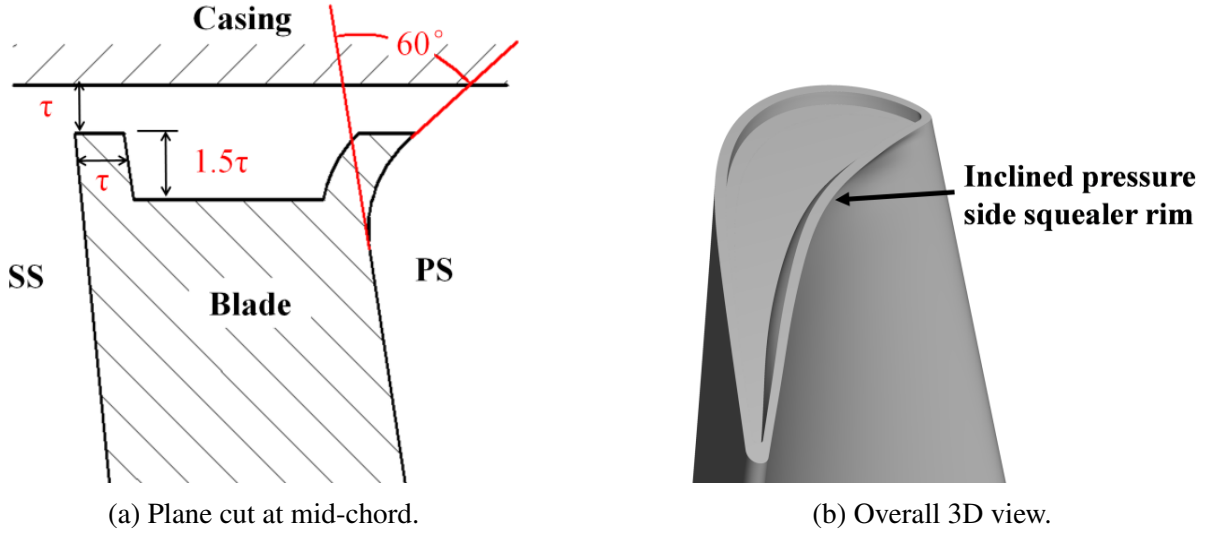 Casing
60°
τ
1.5τ
τ
SS
PS
Blade
Inclined pressure
side squealer rim
(a) Plane cut at mid-chord.
(b) Overall 3D view.